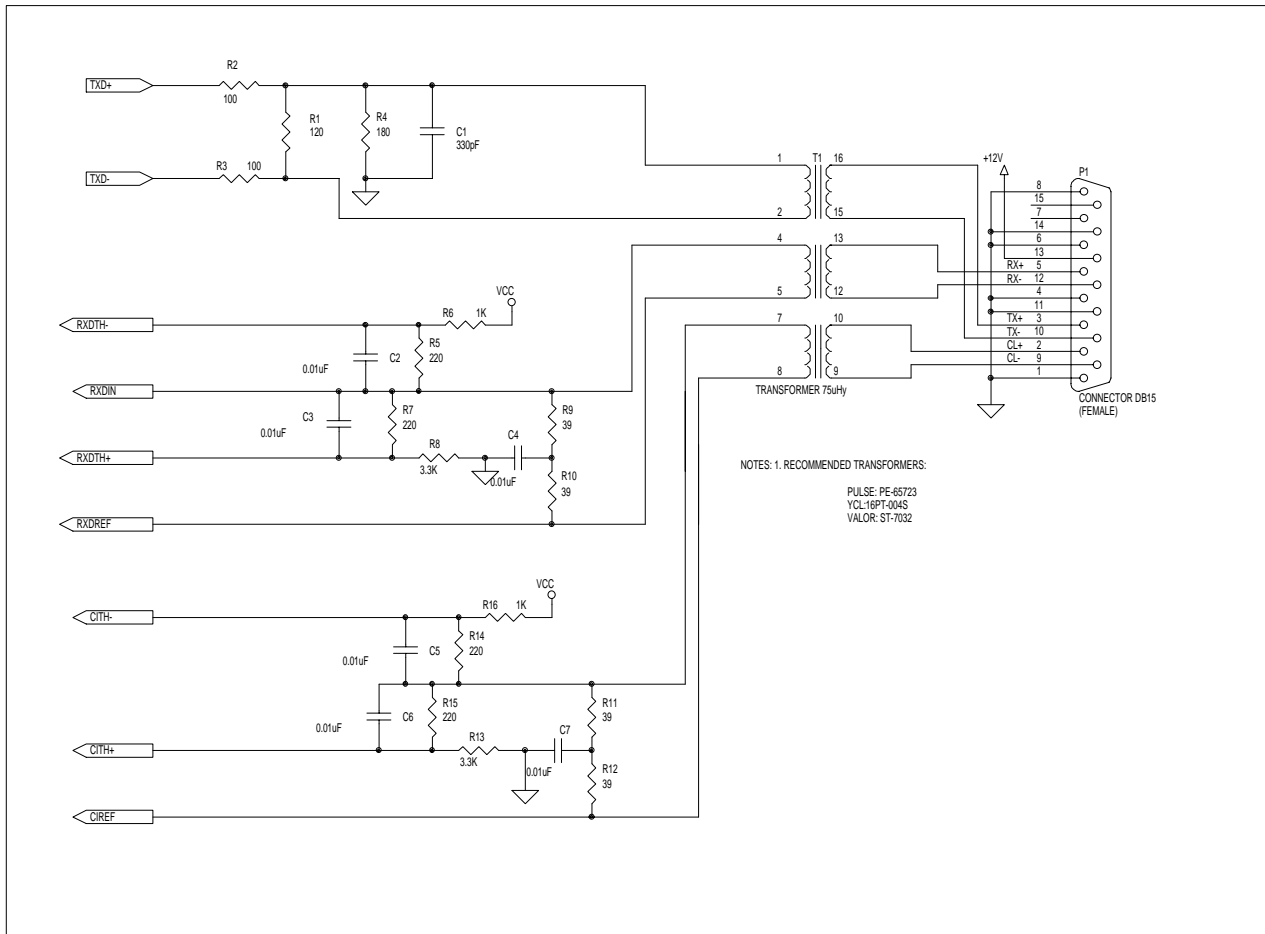 R2
TXD+
100
R1
120
R4
180
C1
330pF
R3 100
TXD-
1 T1 16
2 15
+12V
P1
8
15
7
14
6
13
RX+ 5
RX- 12
4
11
TX+ 3
TX- 10
CL+ 2
CL- 9
1
CONNECTOR DB15
(FEMALE)
4 13
5 12
7 10
8 9
TRANSFORMER 75uHy
VCC
R6 1K
RXDTH-
C2
0.01uF
R5
220
RXDIN
C3
0.01uF
R7
220
R9
39
RXDTH+
R8
3.3K
C4
0.01uF
R10
39
RXDREF
NOTES: 1. RECOMMENDED TRANSFORMERS:
PULSE: PE-65723
YCL:16PT-004S
VALOR: ST-7032
VCC
R16 1K
CITH-
C5
0.01uF
R14
220
C6
0.01uF
R15
220
R11
39
CITH+
R13
3.3K
C7
0.01uF
R12
39
CIREF